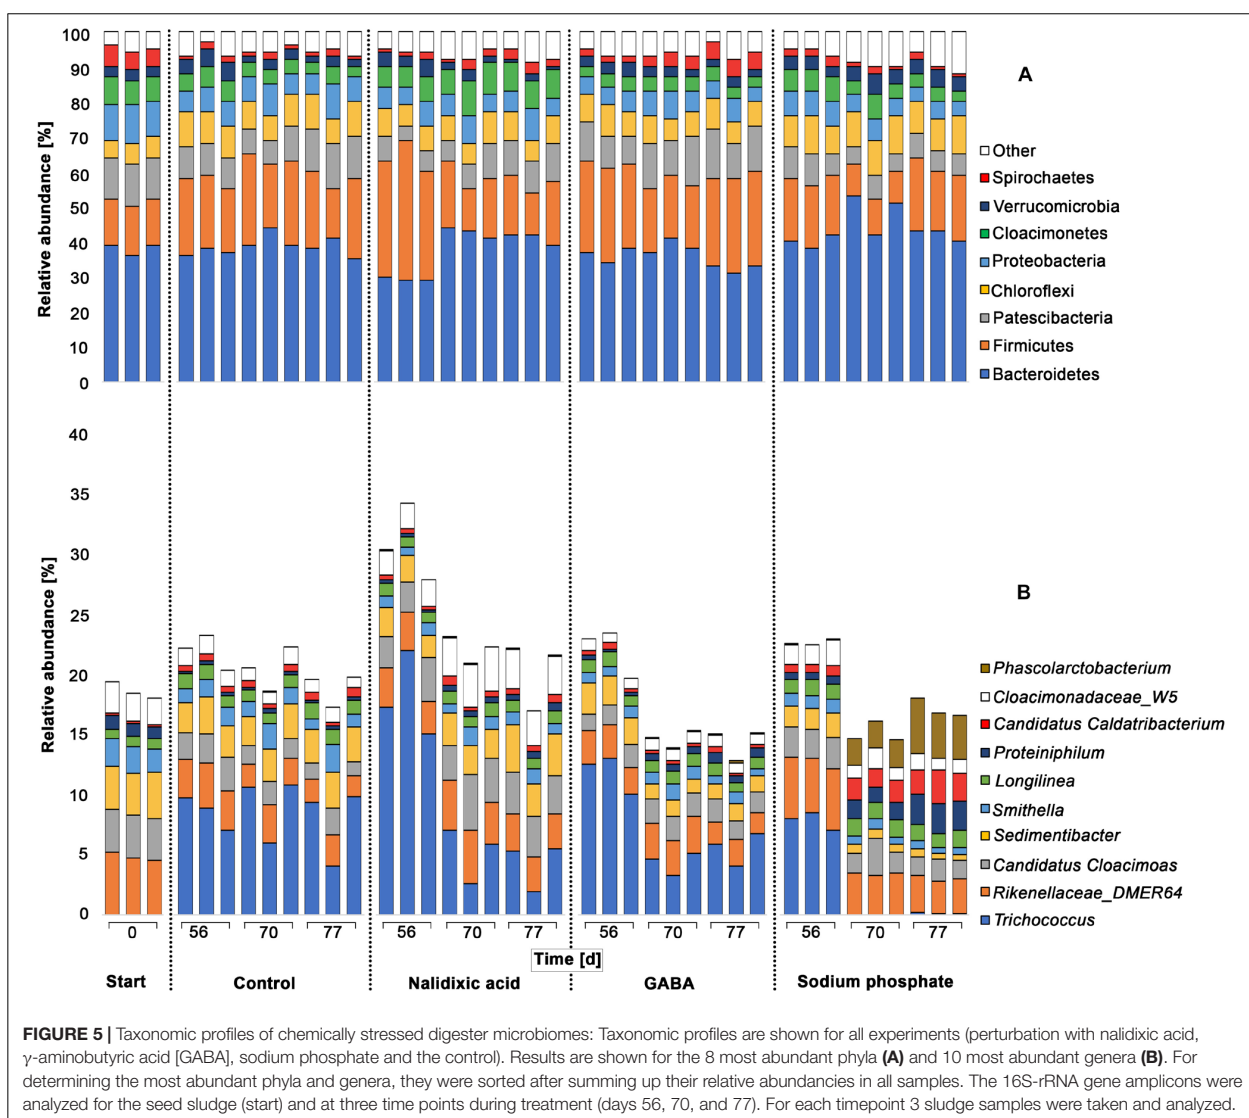 100
90
80
70
60
50
40
30
20
10
0
Relative abundance [%]
A
Other
Spirochaetes
Verrucomicrobia
Cloacimonetes
Proteobacteria
Chloroflexi
Patescibacteria
Firmicutes
Bacteroidetes
40
35
30
25
20
15
10
5
0
Relative abundance [%]
B
Phascolarctobacterium
Cloacimonadaceae_W5
Candidatus Caldatribacterium
Proteiniphilum
Longilinea
Smithella
Sedimentibacter
Candidatus Cloacimoas
Rikenellaceae_DMER64
Trichococcus
0 56 70 77 56 70 77 56 70 77 56 70 77
Time [d]
Start Control Nalidixic acid GABA Sodium phosphate
FIGURE 5 | Taxonomic profiles of chemically stressed digester microbiomes: Taxonomic profiles are shown for all experiments (perturbation with nalidixic acid,
γ-aminobutyric acid [GABA], sodium phosphate and the control). Results are shown for the 8 most abundant phyla (A) and 10 most abundant genera (B). For
determining the most abundant phyla and genera, they were sorted after summing up their relative abundancies in all samples. The 16S-rRNA gene amplicons were
analyzed for the seed sludge (start) and at three time points during treatment (days 56, 70, and 77). For each timepoint 3 sludge samples were taken and analyzed.